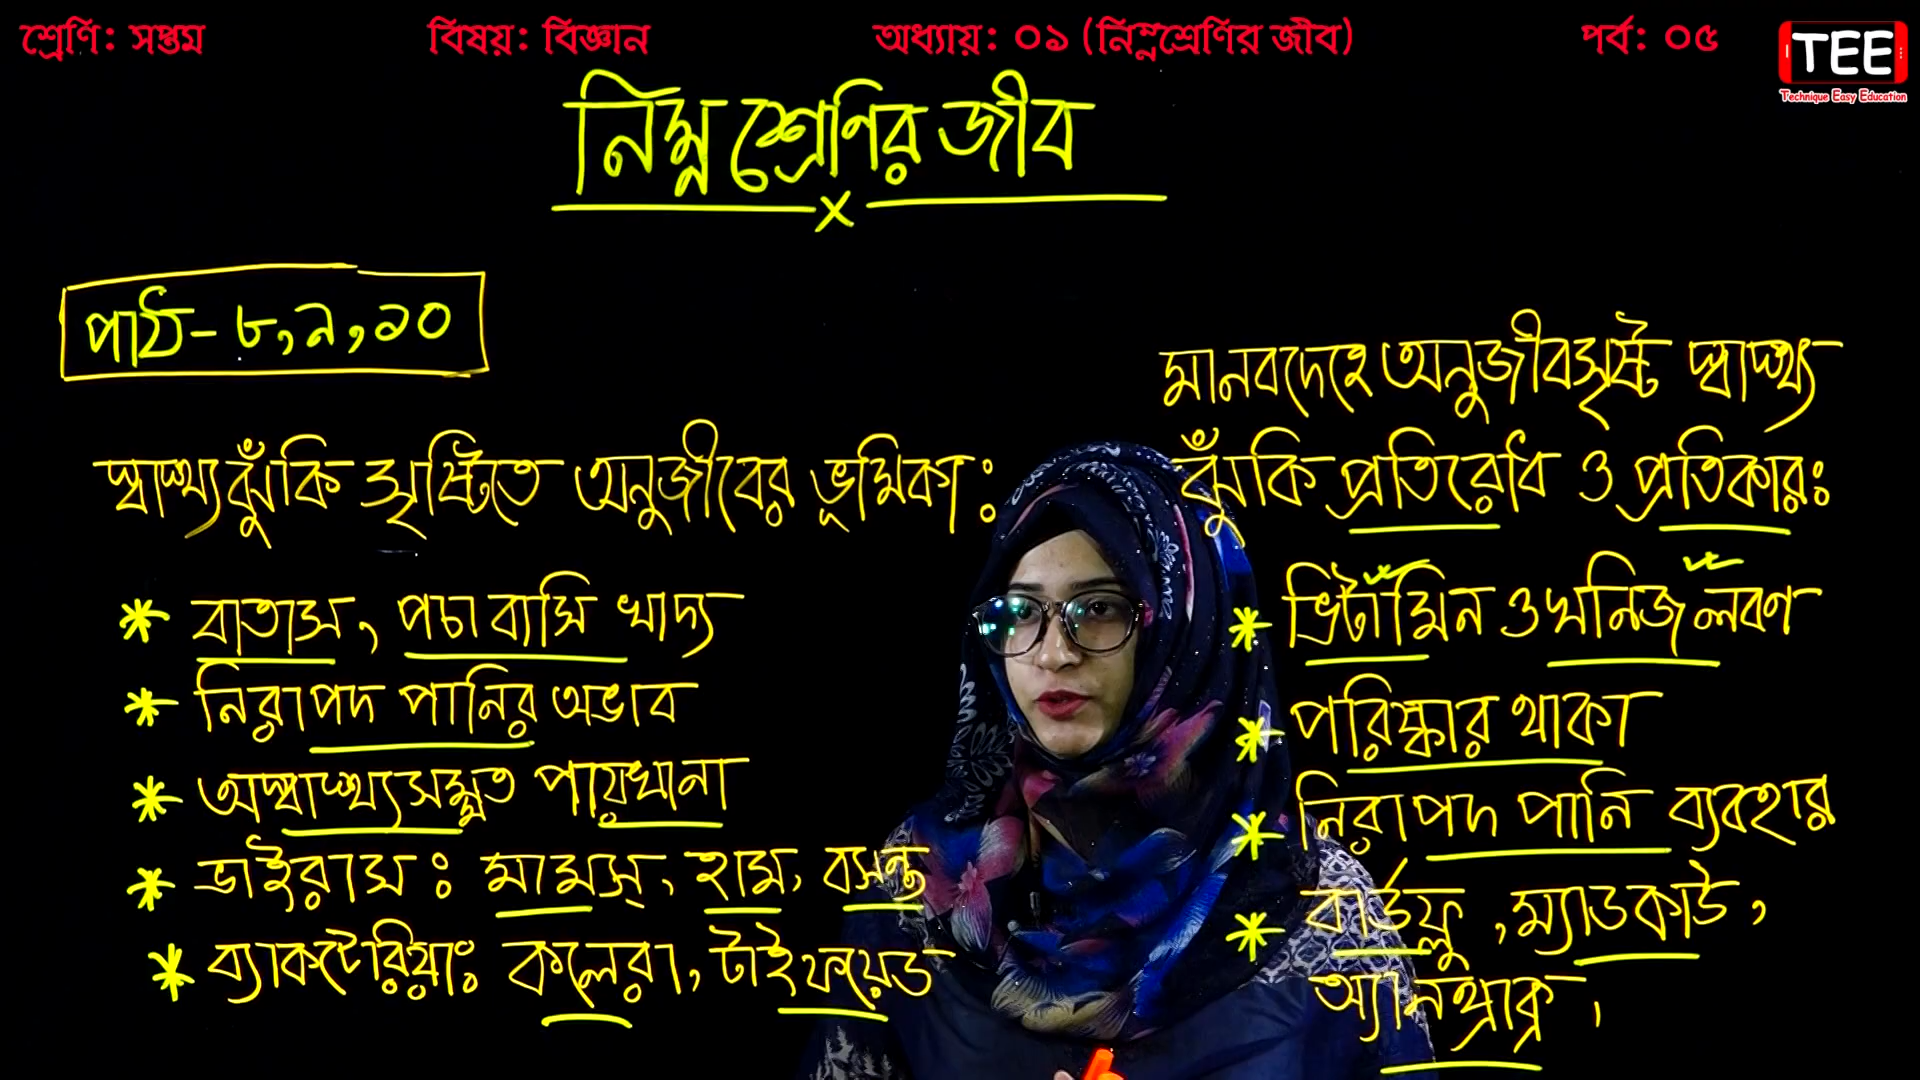 শ্রেণি: সপ্তম বিষয়: বিজ্ঞান অধ্যায়: ০১ (নিম্নশ্রেণির জীব) পর্ব: ০৫
TEE
Technique Easy Education
নিম্ন শ্রেণির জীব
x
পাঠ- ৮,৯,১০
স্বাস্থ্যঝুঁকি সৃষ্টিতে অনুজীবের ভূমিকা:
* বাতাস, পচা বাসি খাদ্য
* নিরাপদ পানির অভাব
* অস্বাস্থ্যসম্মত পায়খানা
* ভাইরাস: মামস্, হাম, বসন্ত
* ব্যাকটেরিয়াঃ কলেরা, টাইফয়েড
মানবদেহে অনুজীবসৃষ্ট স্বাস্থ্য
ঝুঁকি প্রতিরোধ ও প্রতিকারঃ
* ভিটামিন ও খনিজ লবণ
* পরিষ্কার থাকা
* নিরাপদ পানি ব্যবহার
* বার্ডফ্লু, ম্যাডকাউ,
অ্যানথ্রাক্স।